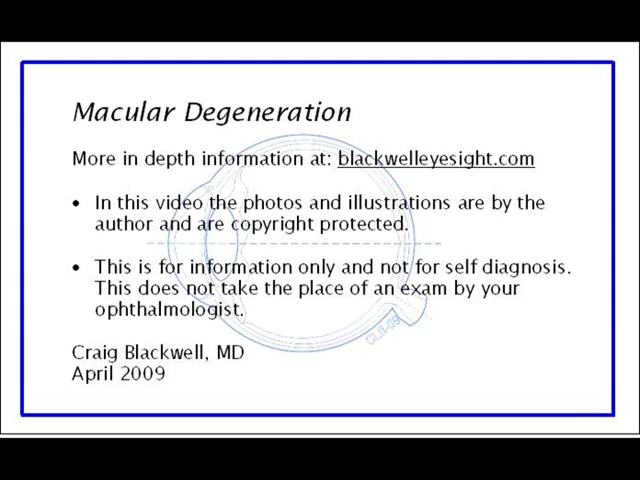 Macular Degeneration
More in depth information at: blackwelleyesight.com
• In this video the photos and illustrations are by the
author and are copyright protected.
• This is for information only and not for self diagnosis.
This does not take the place of an exam by your
ophthalmologist.
CLB-09
Craig Blackwell, MD
April 2009